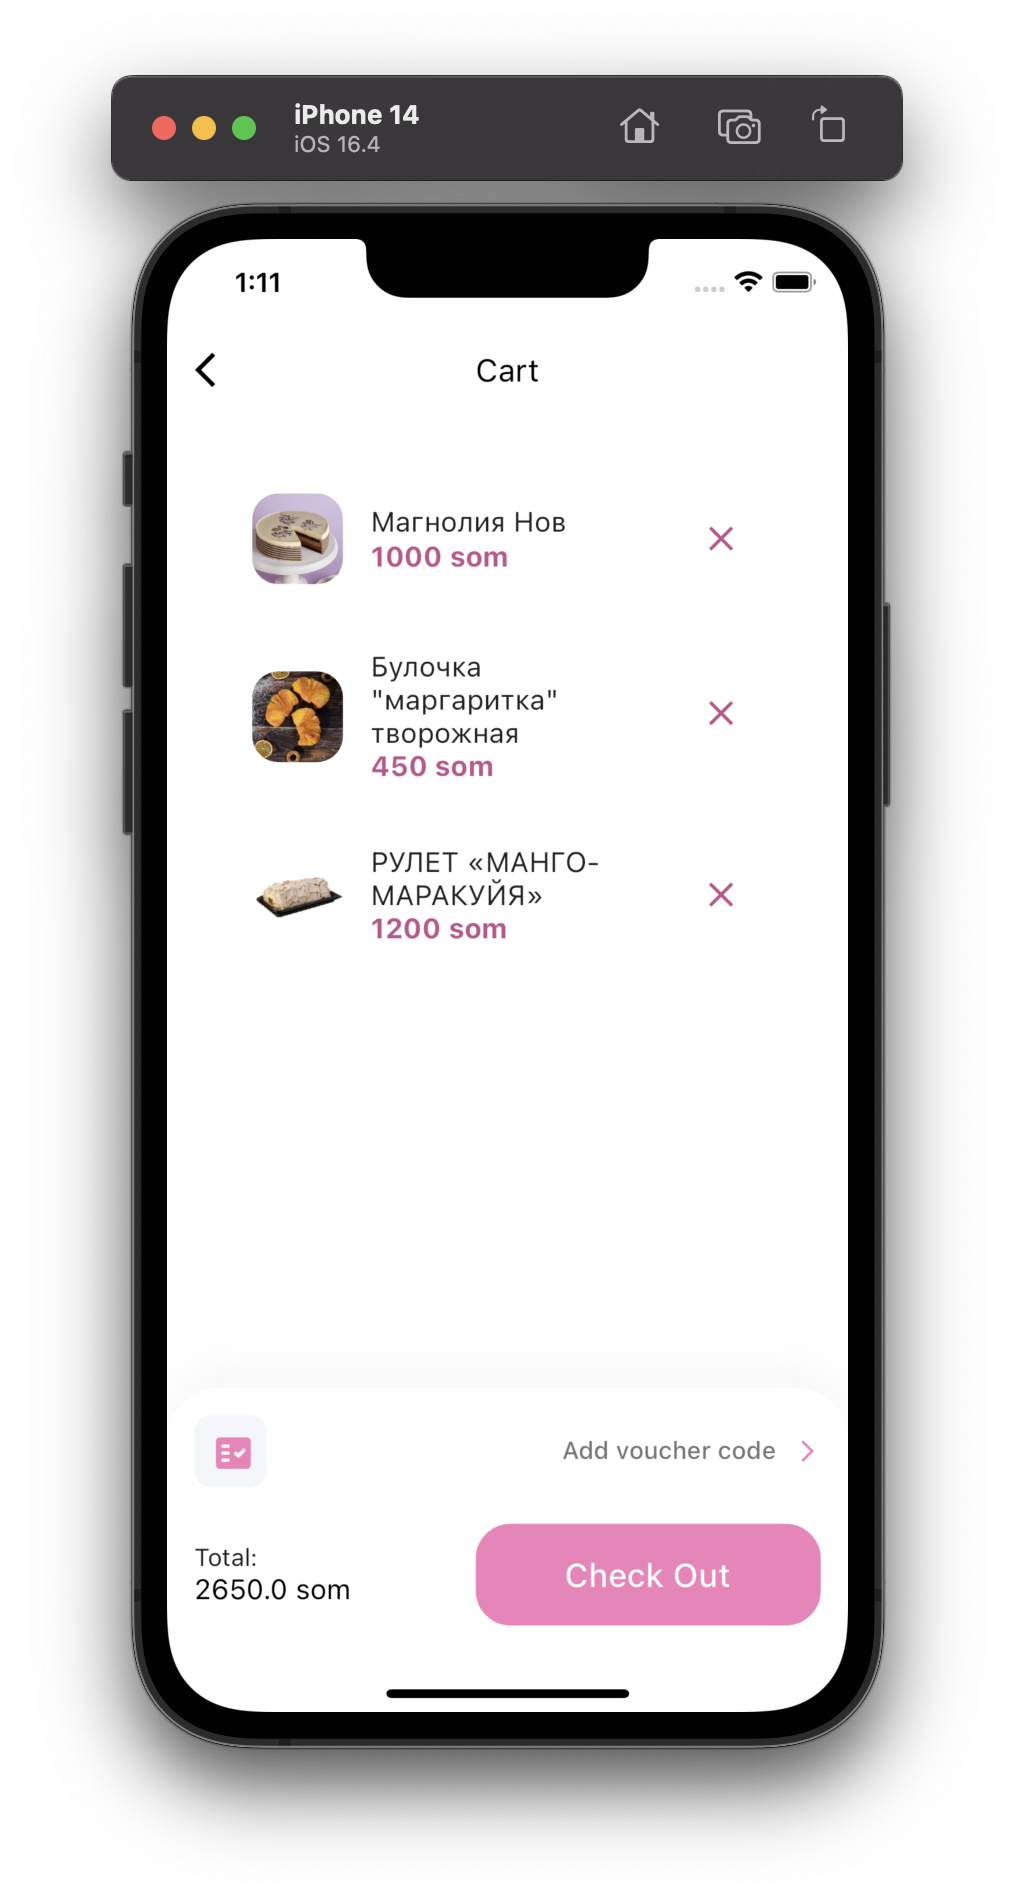 iPhone 14
iOS 16.4
1:11
Cart
Магнолия Нов
1000 som
Булочка
"маргаритка"
творожная
450 som
РУЛЕТ «МАНГО-
МАРАКУЙЯ»
1200 som
Add voucher code
Total:
2650.0 som
Check Out